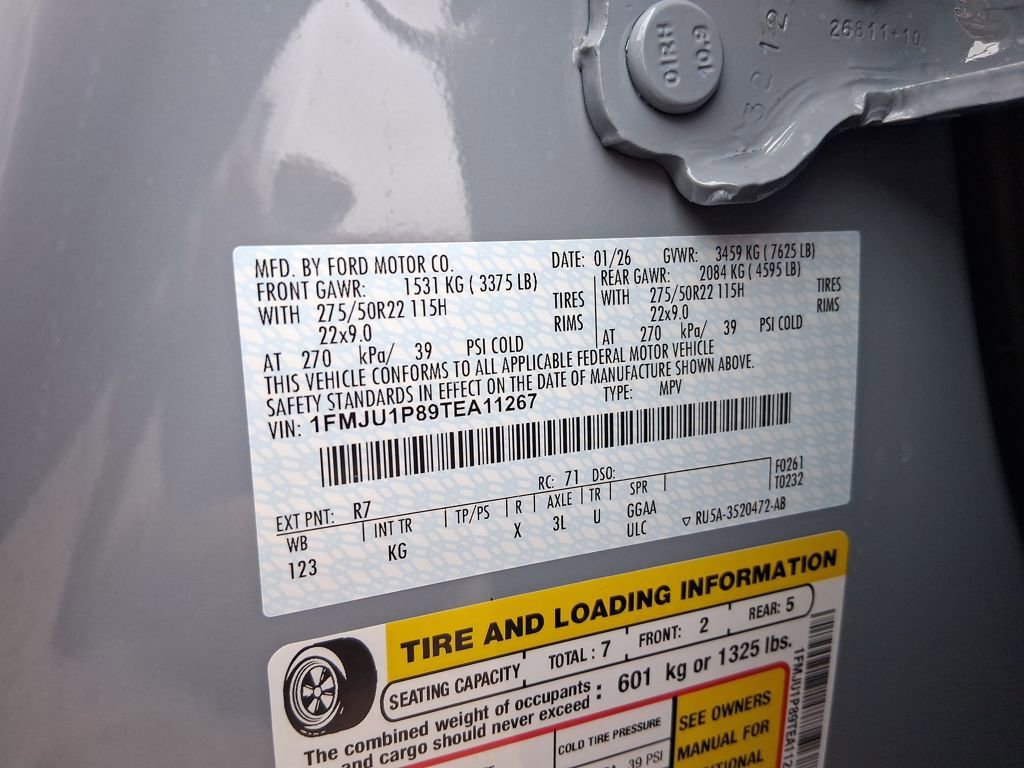 OIRH
109
3212
26811+10
MFD. BY FORD MOTOR CO.
DATE: 01/26
GVWR: 3459 KG ( 7625 LB)
FRONT GAWR: 1531 KG ( 3375 LB)
REAR GAWR: 2084 KG ( 4595 LB)
WITH 275/50R22 115H TIRES
WITH 275/50R22 115H TIRES
22x9.0 RIMS
22x9.0 RIMS
AT 270 kPa/ 39 PSI COLD
AT 270 kPa/ 39 PSI COLD
THIS VEHICLE CONFORMS TO ALL APPLICABLE FEDERAL MOTOR VEHICLE
SAFETY STANDARDS IN EFFECT ON THE DATE OF MANUFACTURE SHOWN ABOVE.
VIN: 1FMJU1P89TEA11267
TYPE: MPV
EXT PNT: R7
RC: 71 DSO:
F0261
T0232
WB INT TR TP/PS R AXLE TR SPR
123 KG X 3L U GGAA
ULC
▽ RU5A-3520472-AB
TIRE AND LOADING INFORMATION
SEATING CAPACITY TOTAL : 7 FRONT: 2 REAR: 5
The combined weight of occupants
and cargo should never exceed : 601 kg or 1325 lbs.
COLD TIRE PRESSURE
39 PSI
SEE OWNERS
MANUAL FOR
1FMJU1P89TEA112